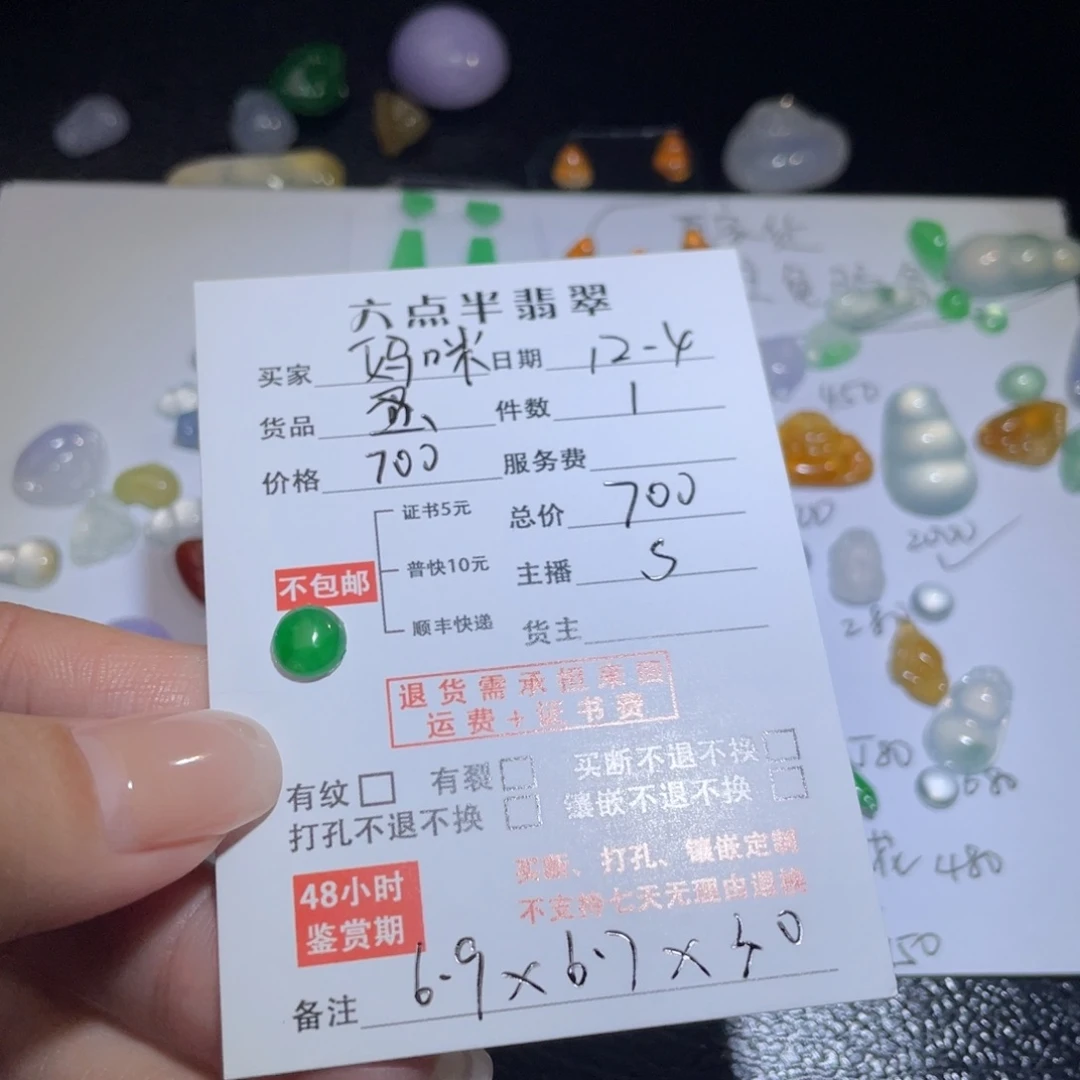 六点半翡翠
买家 妈咪 日期 12-4
货品 蛋 件数 1
价格 700 服务费
证书5元 总价 700
不包邮 普快10元 主播 S
顺丰快递 货主
退货需承担来回
运费+证书费
有纹 有裂 买断不退不换
打孔不退不换 镶嵌不退不换
48小时
鉴赏期
买断、打孔、镶嵌定制
不支持七天无理由退换
备注 6.9×6.7×4.0
450
2000
480